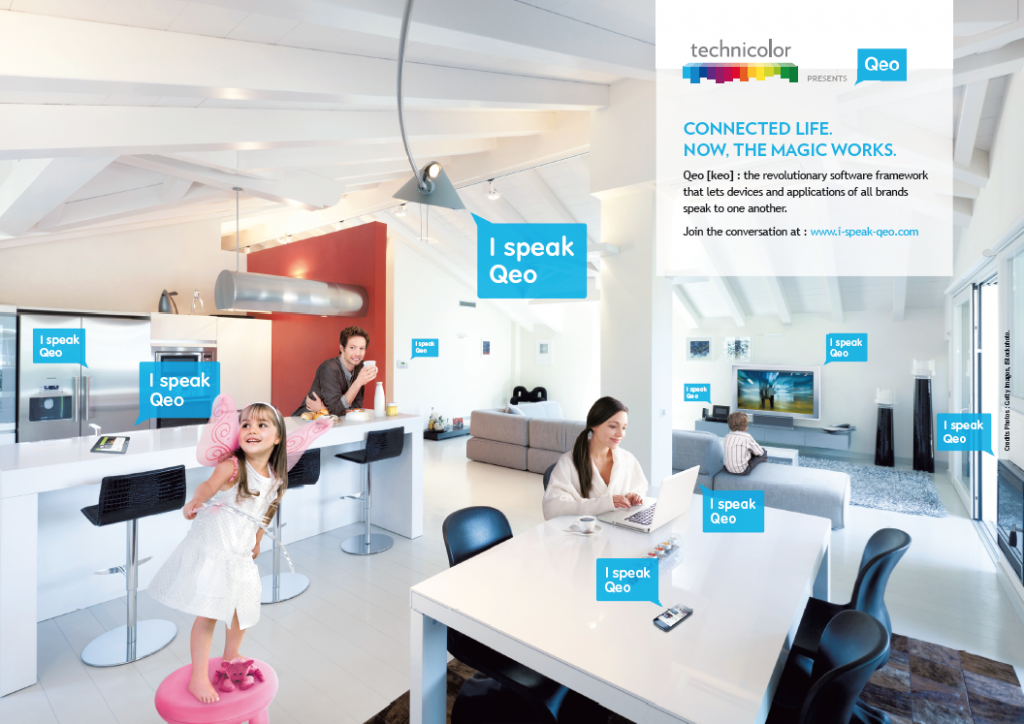 technicolor
PRESENTS
Qeo
CONNECTED LIFE.
NOW, THE MAGIC WORKS.
Qeo [keo] : the revolutionary software framework
that lets devices and applications of all brands
speak to one another.
Join the conversation at : www.i-speak-qeo.com
I speak
Qeo
I speak
Qeo
I speak
Qeo
I speak
Qeo
I speak
Qeo
I speak
Qeo
I speak
Qeo
I speak
Qeo
I speak
Qeo
Credits Photos : Getty Images, iStockphoto.